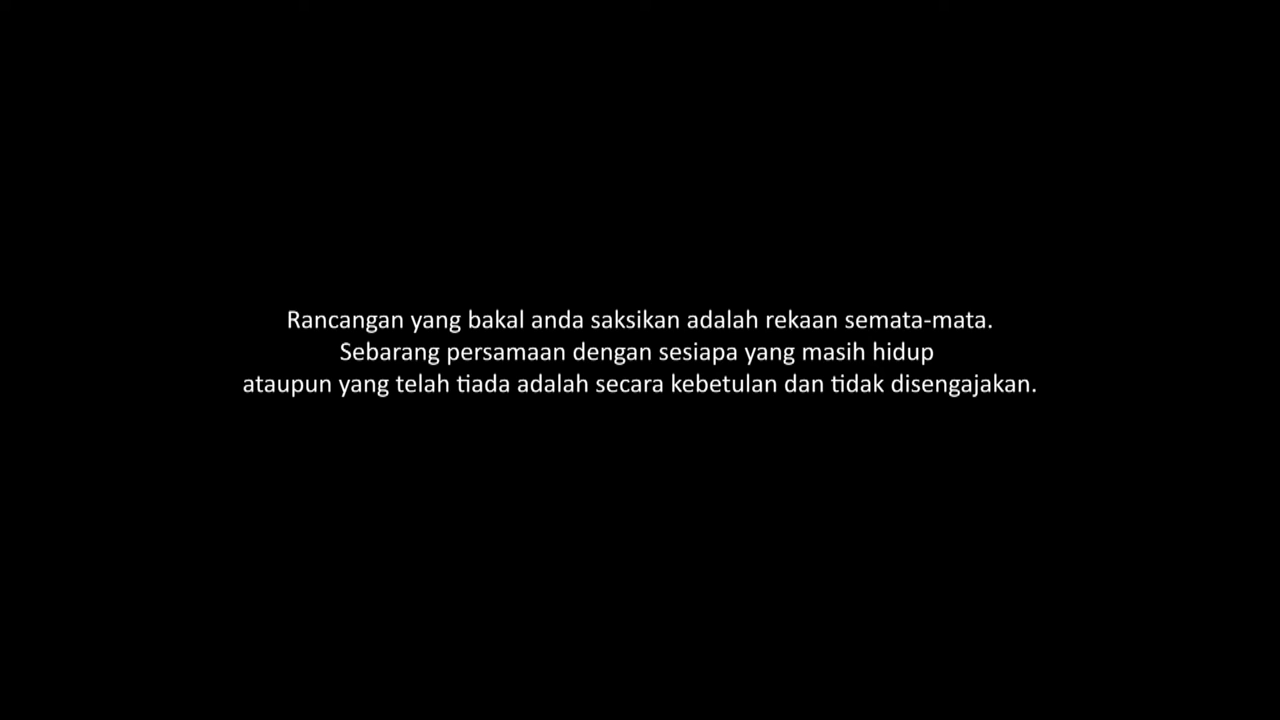 Rancangan yang bakal anda saksikan adalah rekaan semata-mata.
Sebarang persamaan dengan sesiapa yang masih hidup
ataupun yang telah tiada adalah secara kebetulan dan tidak disengajakan.